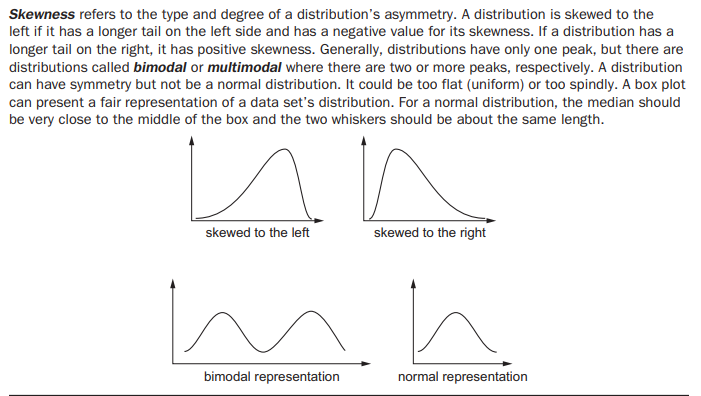 Skewness refers to the type and degree of a distribution's asymmetry. A distribution is skewed to the
left if it has a longer tail on the left side and has a negative value for its skewness. If a distribution has a
longer tail on the right, it has positive skewness. Generally, distributions have only one peak, but there are
distributions called bimodal or multimodal where there are two or more peaks, respectively. A distribution
can have symmetry but not be a normal distribution. It could be too flat (uniform) or too spindly. A box plot
can present a fair representation of a data set's distribution. For a normal distribution, the median should
be very close to the middle of the box and the two whiskers should be about the same length.
skewed to the left
skewed to the right
bimodal representation
normal representation